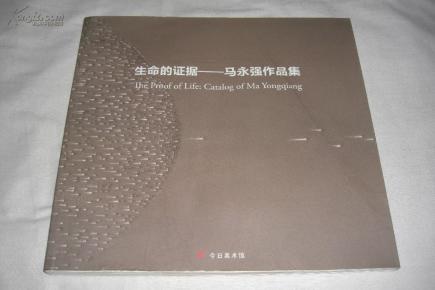 生命的证据——马永强作品集
The Proof of Life: Catalog of Ma Yongqiang
今日美术馆